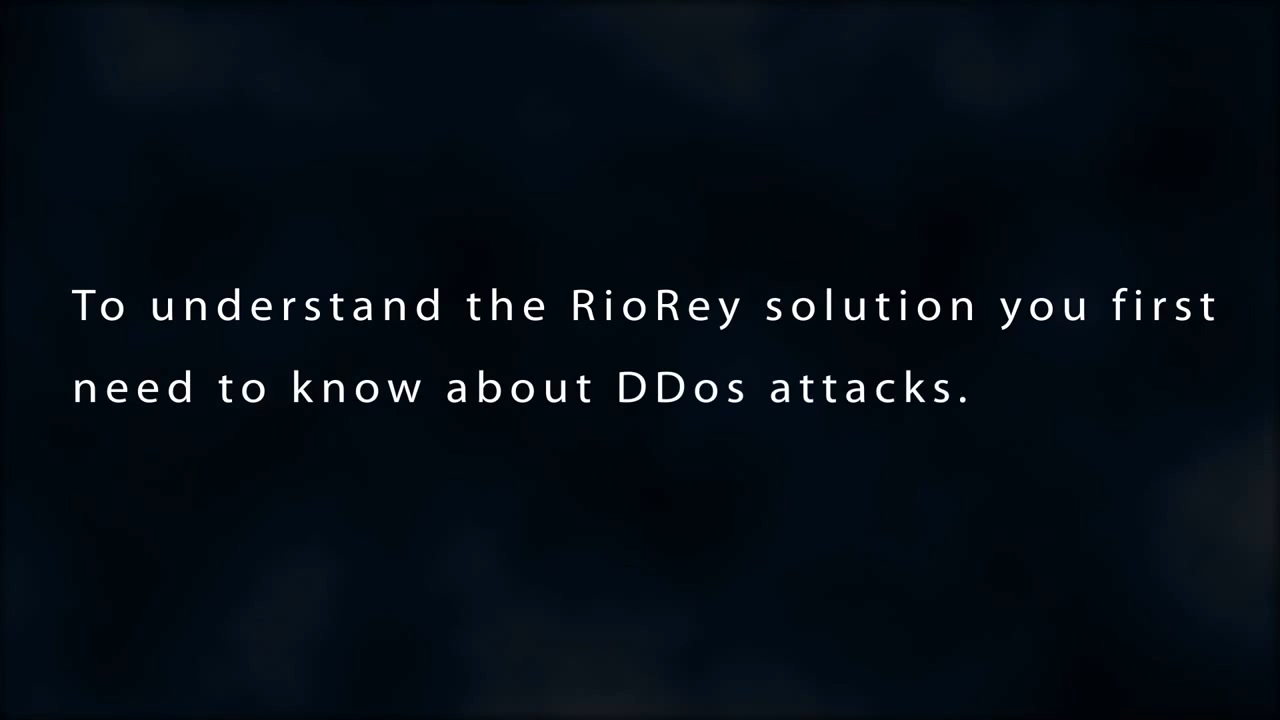 To understand the RioRey solution you first
need to know about DDos attacks.